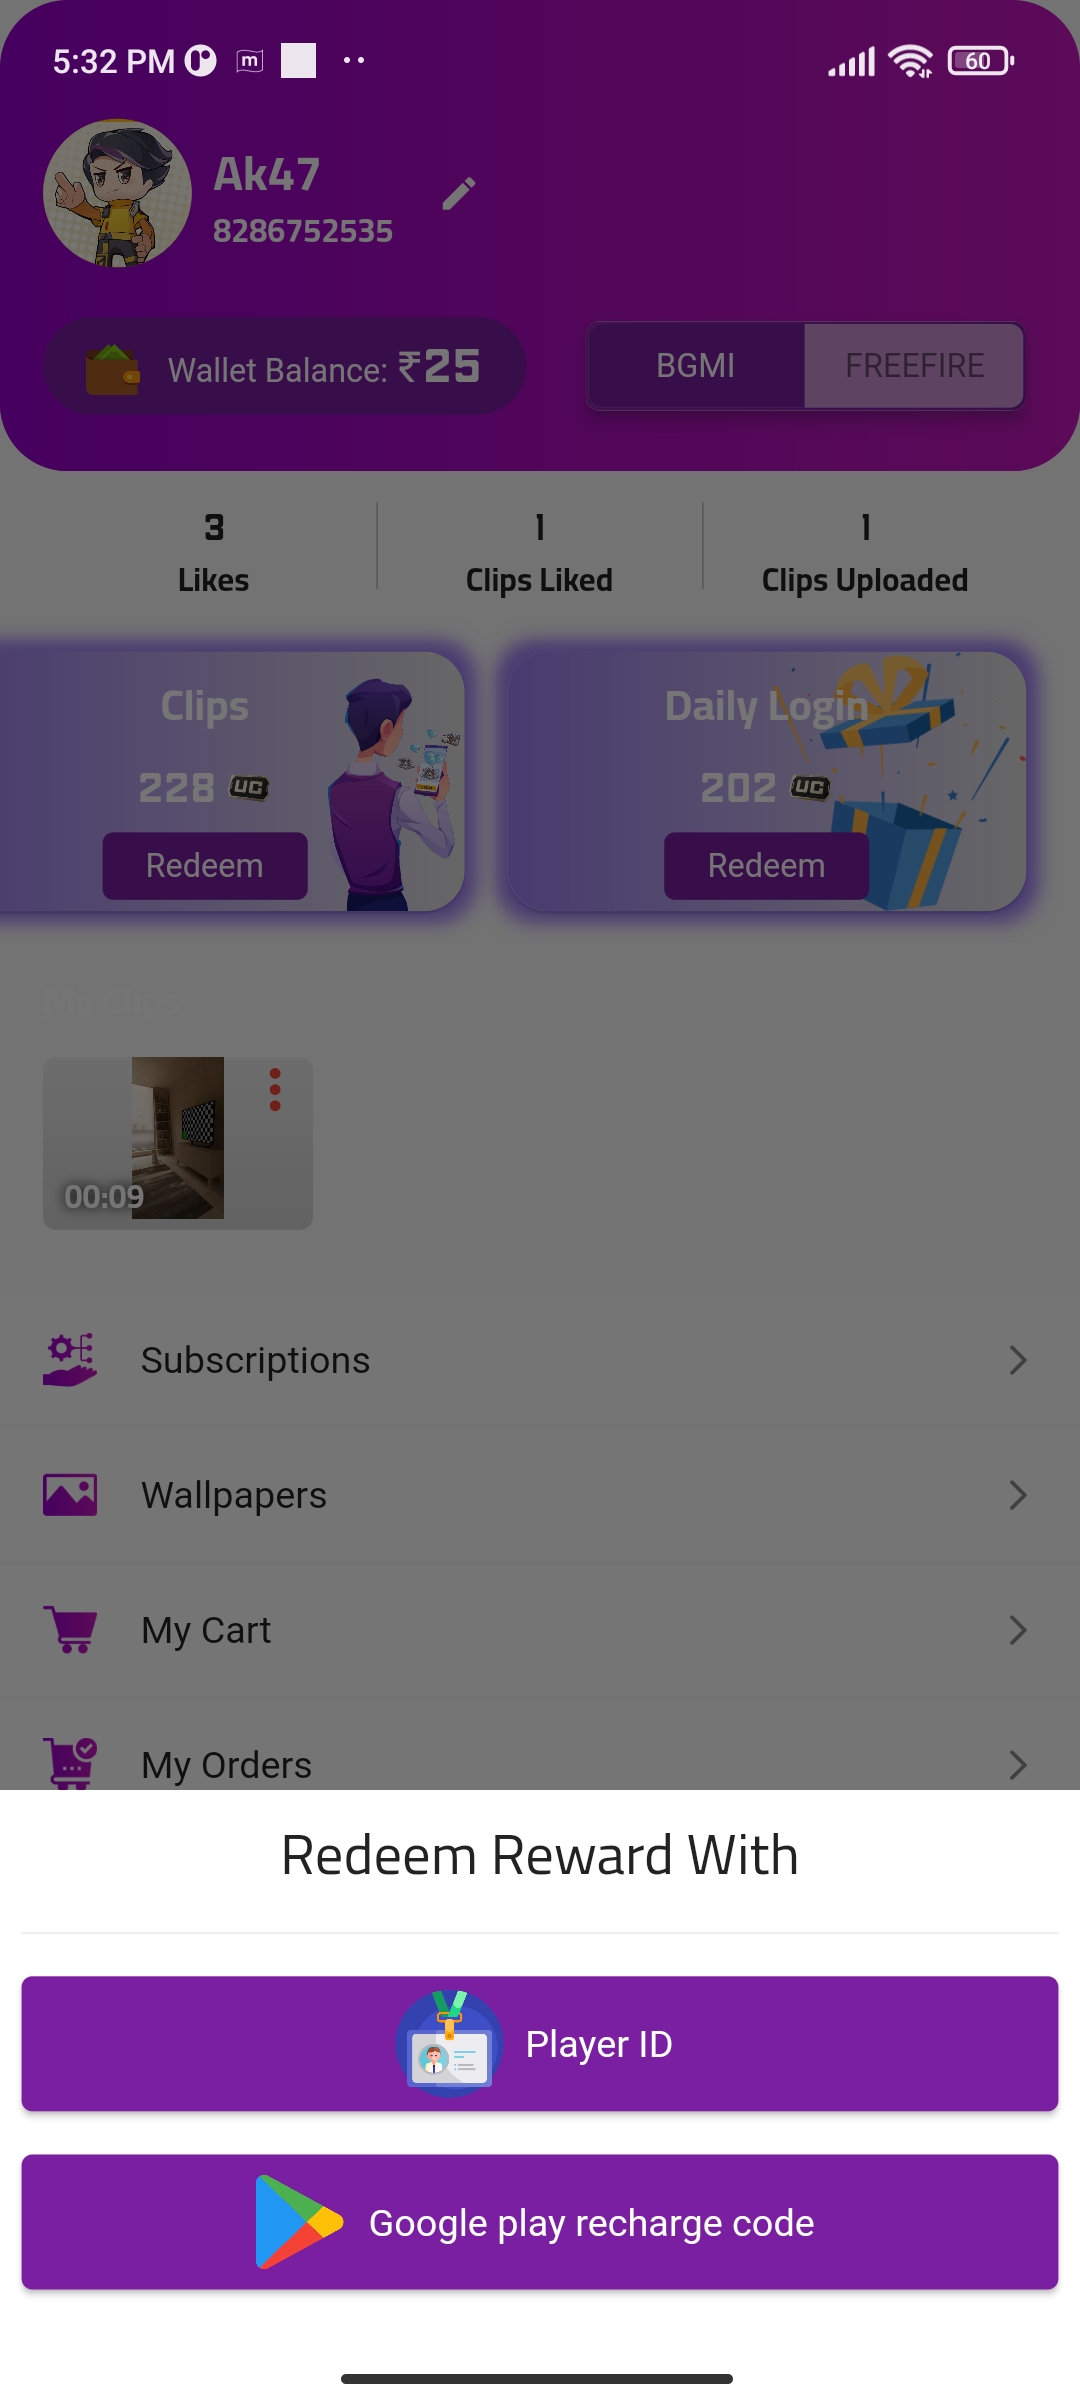 5:32 PM
60
Ak47
8286752535
Wallet Balance: ₹25
BGMI
FREEFIRE
3
1
1
Likes
Clips Liked
Clips Uploaded
Clips
Daily Login
228 UG
202 UG
Redeem
Redeem
My Clips
00:09
Subscriptions
Wallpapers
My Cart
My Orders
Redeem Reward With
Player ID
Google play recharge code